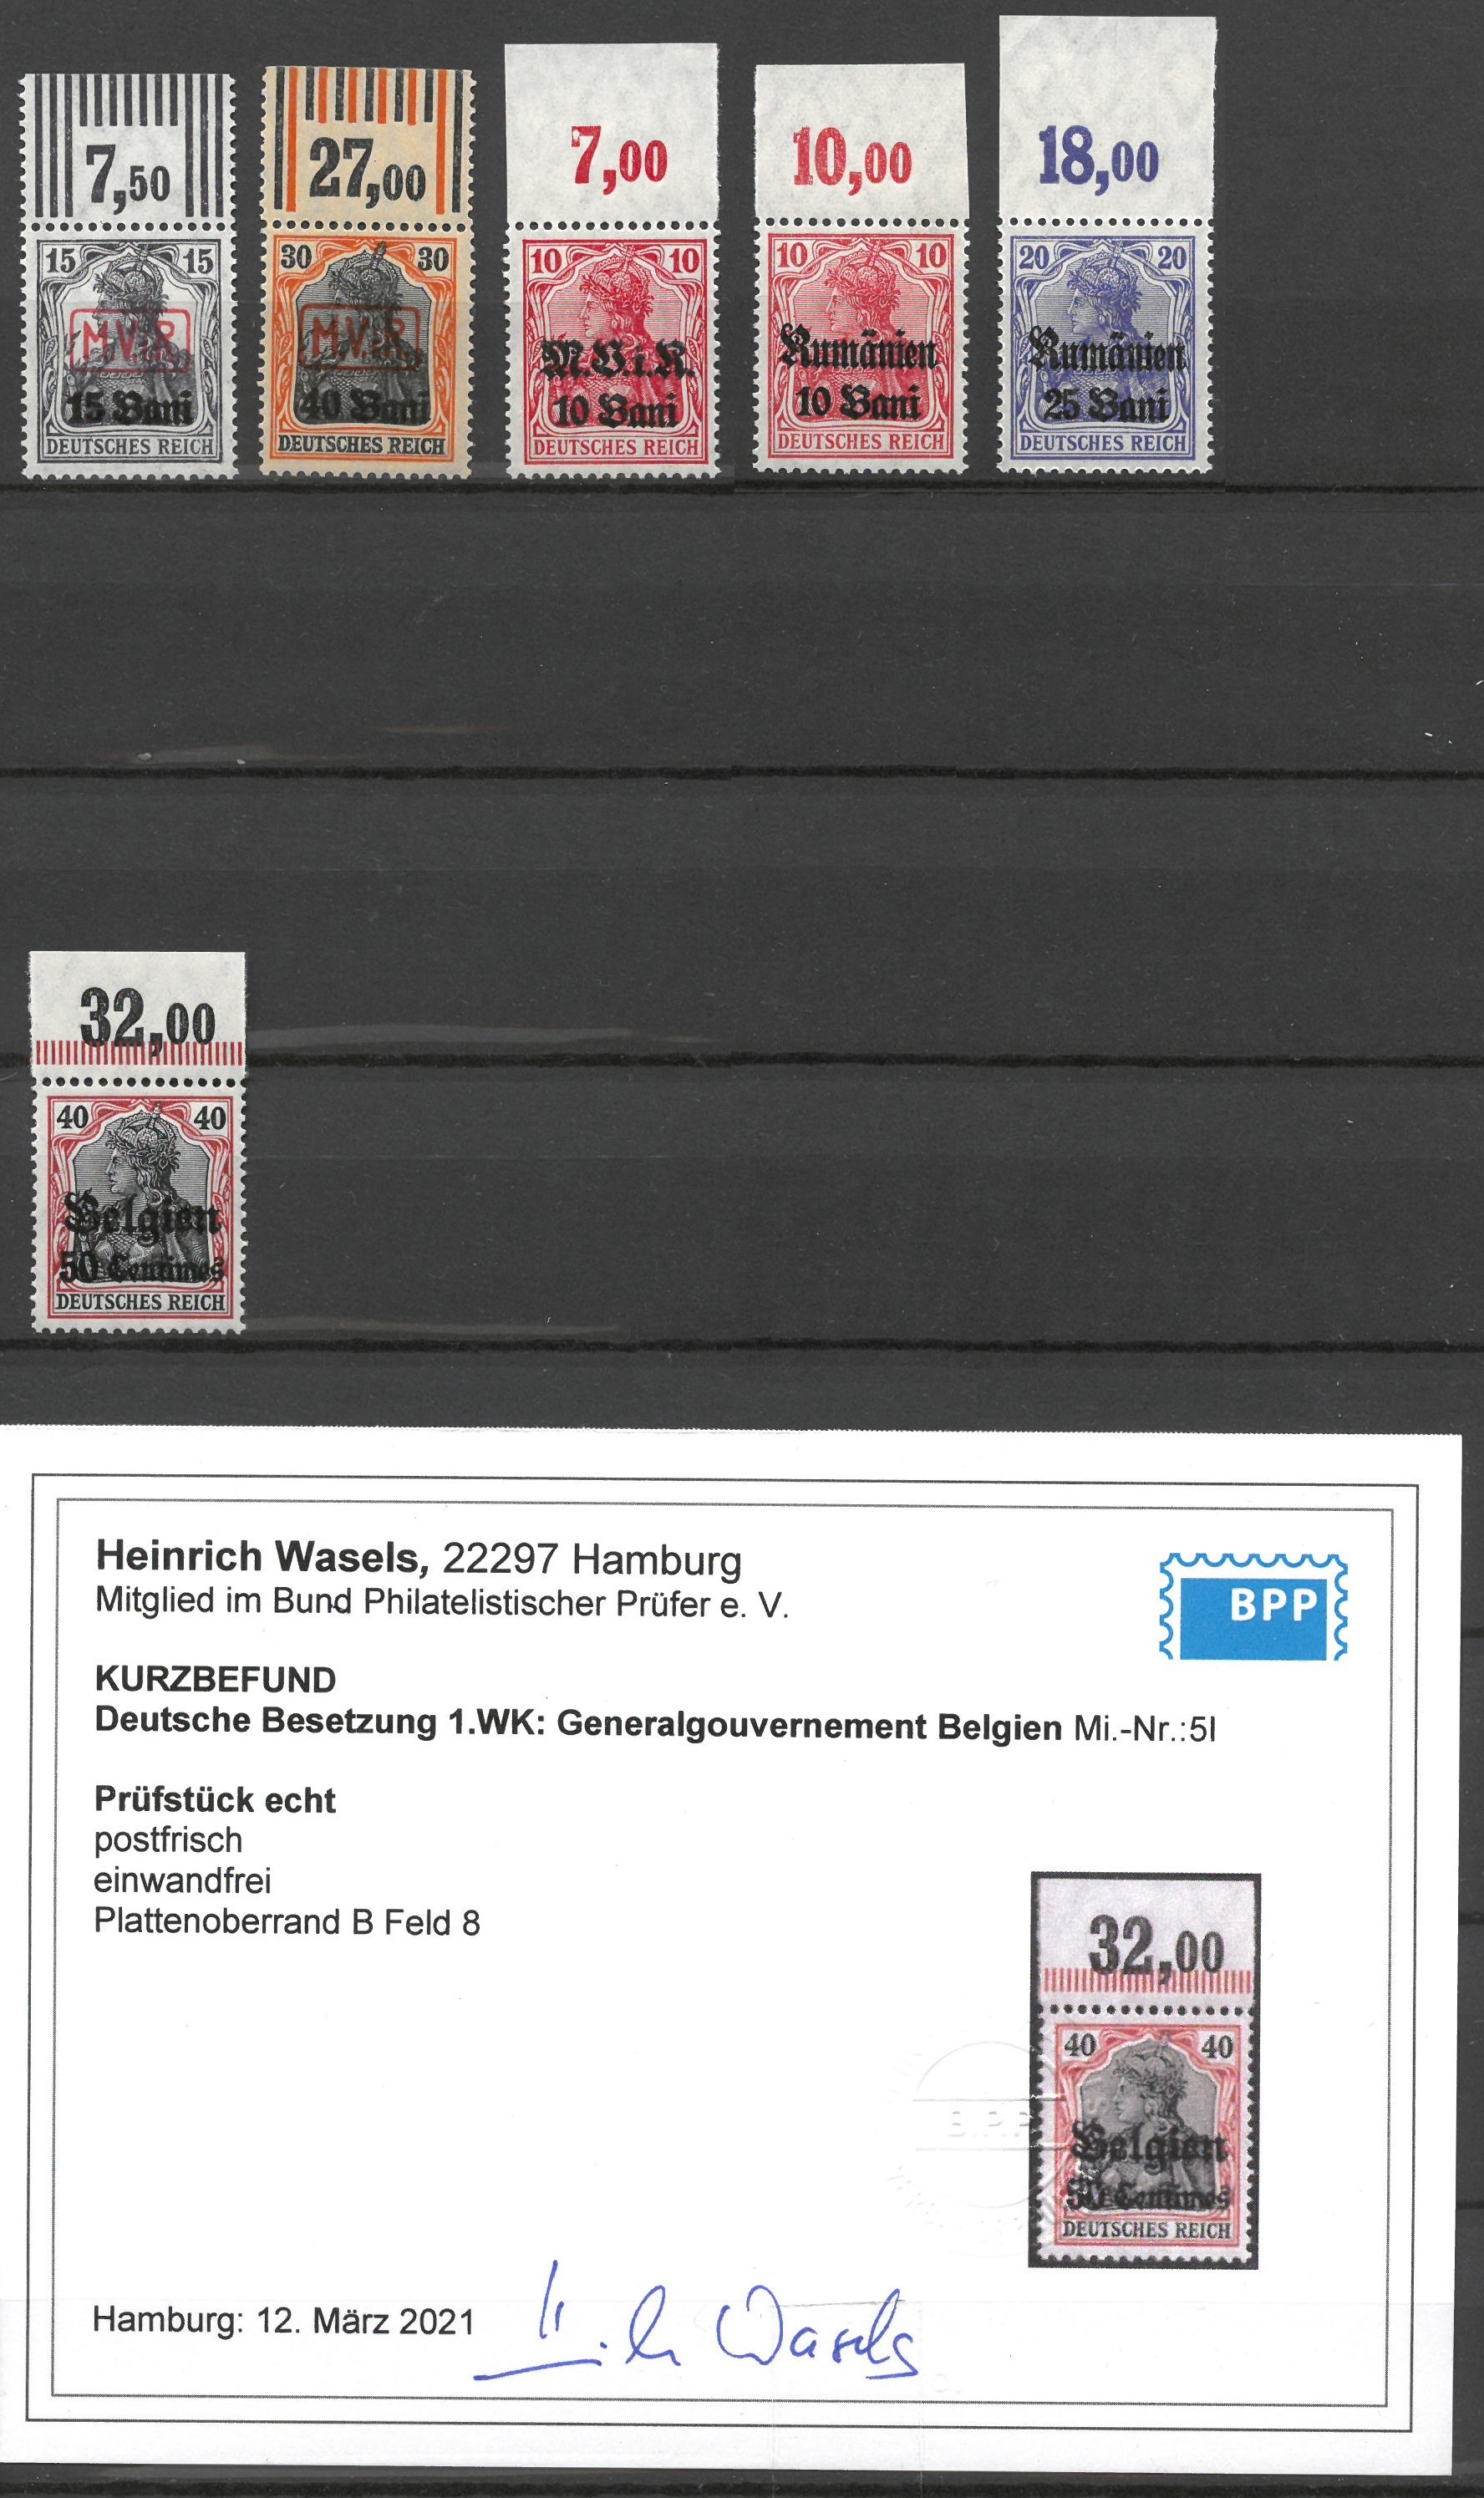 7,50
27,00
7,00
10,00
18,00
15 15
M.V.R
15 Bani
DEUTSCHES REICH
30 30
M.V.R
40 Bani
DEUTSCHES REICH
10 10
M.V.i.R.
10 Bani
DEUTSCHES REICH
10 10
Rumänien
10 Bani
DEUTSCHES REICH
20 20
Rumänien
25 Bani
DEUTSCHES REICH
32,00
40 40
Belgien
50 Centimes
DEUTSCHES REICH
Heinrich Wasels, 22297 Hamburg
Mitglied im Bund Philatelistischer Prüfer e. V.
BPP
KURZBEFUND
Deutsche Besetzung 1.WK: Generalgouvernement Belgien Mi.-Nr.:5I
Prüfstück echt
postfrisch
einwandfrei
Plattenoberrand B Feld 8
32,00
40 40
Belgien
50 Centimes
DEUTSCHES REICH
B.P.P.
Hamburg: 12. März 2021
Wasels